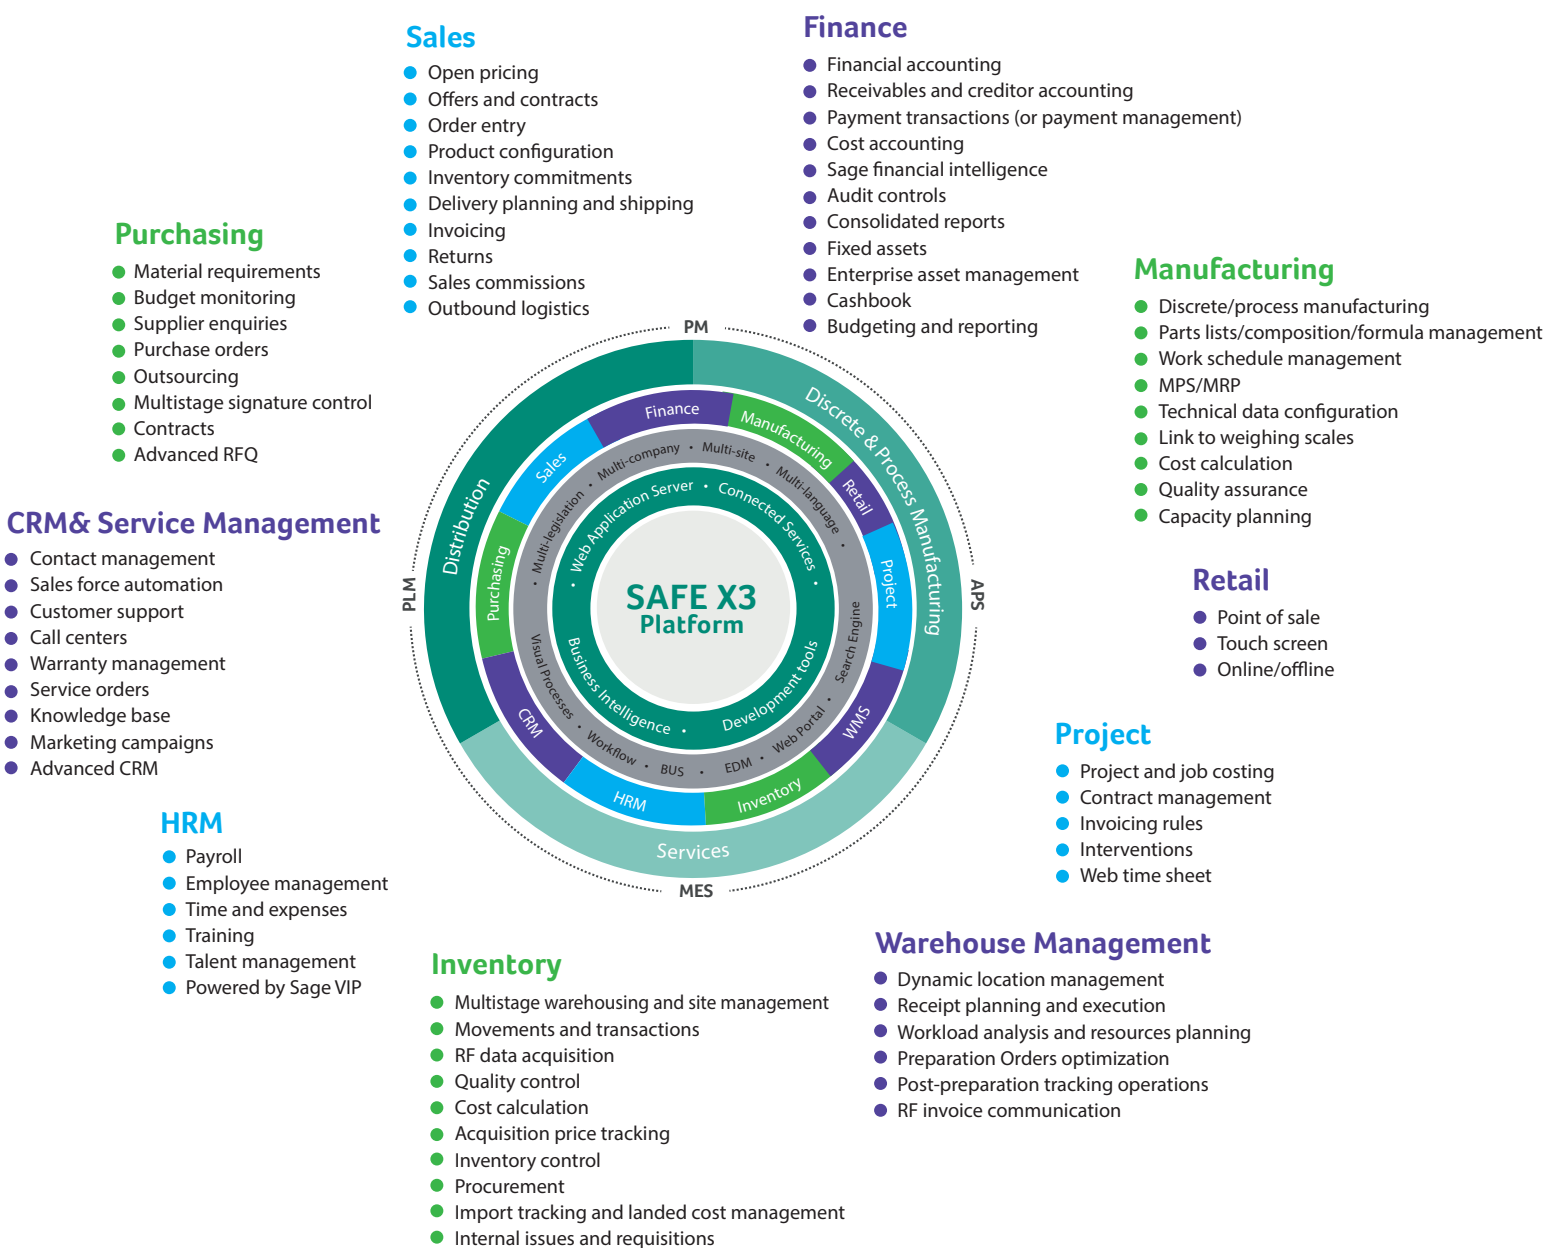 Sales
Open pricing
Offers and contracts
Order entry
Product configuration
Inventory commitments
Delivery planning and shipping
Invoicing
Returns
Sales commissions
Outbound logistics
Finance
Financial accounting
Receivables and creditor accounting
Payment transactions (or payment management)
Cost accounting
Sage financial intelligence
Audit controls
Consolidated reports
Fixed assets
Enterprise asset management
Cashbook
Budgeting and reporting
Purchasing
Material requirements
Budget monitoring
Supplier enquiries
Purchase orders
Outsourcing
Multistage signature control
Contracts
Advanced RFQ
Manufacturing
Discrete/process manufacturing
Parts lists/composition/formula management
Work schedule management
MPS/MRP
Technical data configuration
Link to weighing scales
Cost calculation
Quality assurance
Capacity planning
CRM& Service Management
Contact management
Sales force automation
Customer support
Call centers
Warranty management
Service orders
Knowledge base
Marketing campaigns
Advanced CRM
PM
APS
MES
PLM
Distribution
Discrete & Process Manufacturing
Services
Finance
Manufacturing
Retail
Project
WMS
Inventory
HRM
CRM
Purchasing
Sales
Multi-legislation • Multi-company • Multi-site • Multi-language •
Search Engine
Visual Processes • Workflow • BUS • EDM • Web Portal •
• Web Application Server • Connected Services •
Business Intelligence •
Development tools
SAFE X3
Platform
Retail
Point of sale
Touch screen
Online/offline
Project
Project and job costing
Contract management
Invoicing rules
Interventions
Web time sheet
HRM
Payroll
Employee management
Time and expenses
Training
Talent management
Powered by Sage VIP
Inventory
Multistage warehousing and site management
Movements and transactions
RF data acquisition
Quality control
Cost calculation
Acquisition price tracking
Inventory control
Procurement
Import tracking and landed cost management
Internal issues and requisitions
Warehouse Management
Dynamic location management
Receipt planning and execution
Workload analysis and resources planning
Preparation Orders optimization
Post-preparation tracking operations
RF invoice communication